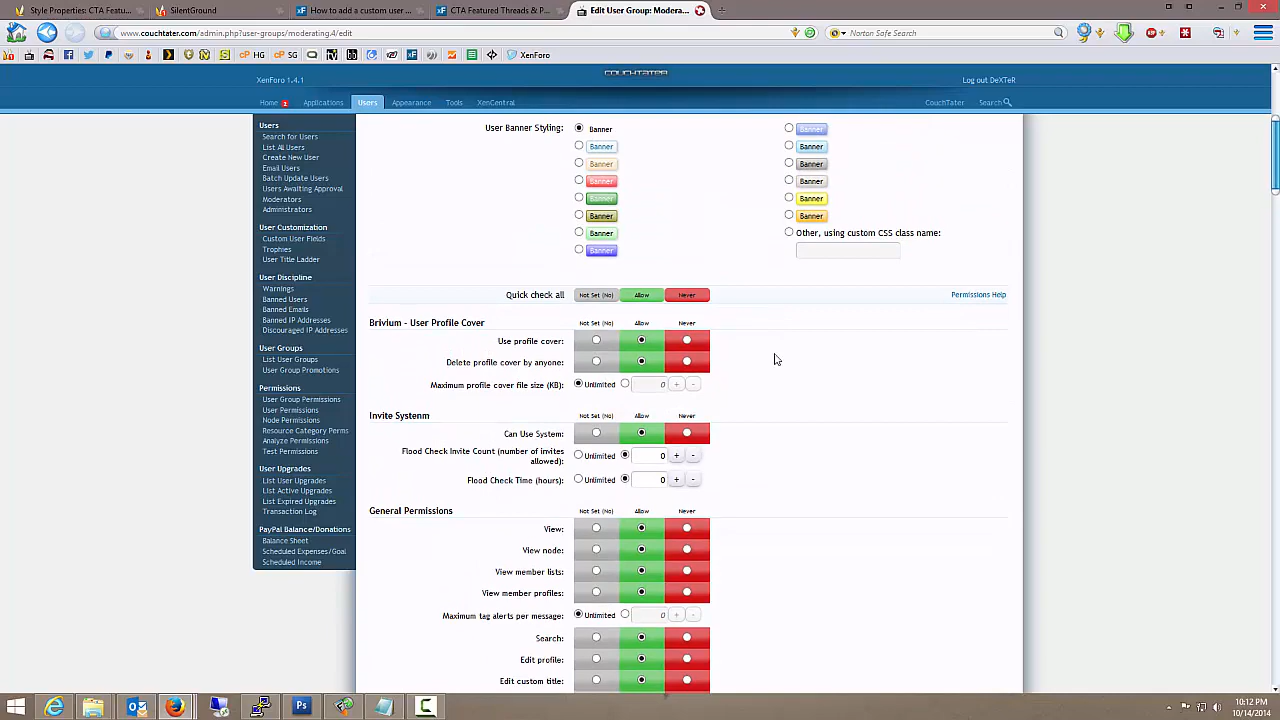 Style Properties: CTA Featu...
SilentGround
How to add a custom user...
CTA Featured Threads & P...
Edit User Group: Modera...
www.couchtater.com/admin.php?user-groups/moderating.4/edit
Norton Safe Search
HG
SG
XenForo
XenForo 1.4.1
COUCHTATER
Log out DeXTeR
Home 2
Applications
Users
Appearance
Tools
XenCentral
CouchTater
Search
Users
Search for Users
List All Users
Create New User
Email Users
Batch Update Users
Users Awaiting Approval
Moderators
Administrators
User Customization
Custom User Fields
Trophies
User Title Ladder
User Discipline
Warnings
Banned Users
Banned Emails
Banned IP Addresses
Discouraged IP Addresses
User Groups
List User Groups
User Group Promotions
Permissions
User Group Permissions
User Permissions
Node Permissions
Resource Category Perms
Analyze Permissions
Test Permissions
User Upgrades
List User Upgrades
List Active Upgrades
List Expired Upgrades
Transaction Log
PayPal Balance/Donations
Balance Sheet
Scheduled Expenses/Goal
Scheduled Income
User Banner Styling: Banner Banner
Banner Banner
Banner Banner
Banner Banner
Banner Banner
Banner Banner
Banner Other, using custom CSS class name:
Banner
Quick check all Not Set (No) Allow Never Permissions Help
Brivium - User Profile Cover Not Set (No) Allow Never
Use profile cover:
Delete profile cover by anyone:
Maximum profile cover file size (KB): Unlimited 0 + -
Invite Systenm Not Set (No) Allow Never
Can Use System:
Flood Check Invite Count (number of invites
allowed): Unlimited 0 + -
Flood Check Time (hours): Unlimited 0 + -
General Permissions Not Set (No) Allow Never
View:
View node:
View member lists:
View member profiles:
Maximum tag alerts per message: Unlimited 0 + -
Search:
Edit profile:
Edit custom title:
Ps
10:12 PM
10/14/2014